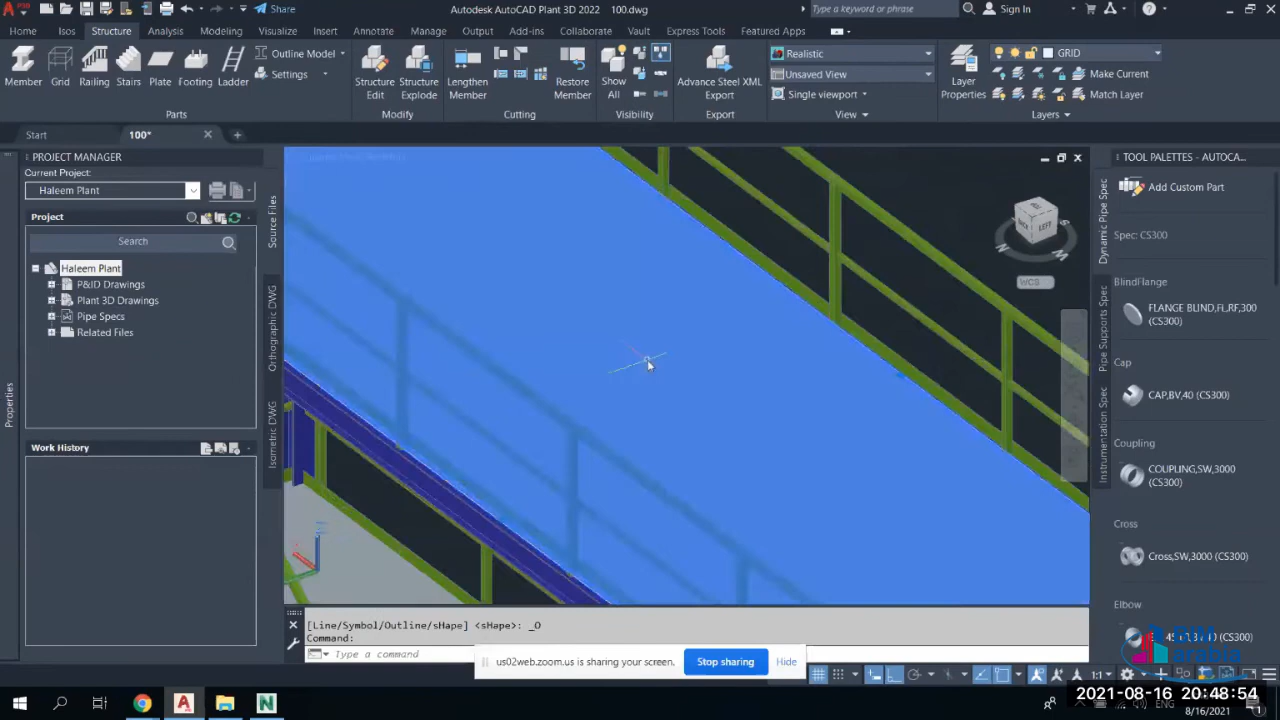 Share
Autodesk AutoCAD Plant 3D 2022 100.dwg
Type a keyword or phrase
Sign In
Home
Isos
Structure
Analysis
Modeling
Visualize
Insert
Annotate
Manage
Output
Add-ins
Collaborate
Vault
Express Tools
Featured Apps
Member
Grid
Railing
Stairs
Plate
Footing
Ladder
Outline Model
Settings
Structure
Edit
Structure
Explode
Lengthen
Member
Restore
Member
Show
All
Advance Steel XML
Export
Realistic
Unsaved View
Single viewport
Layer
Properties
GRID
Make Current
Match Layer
Parts
Modify
Cutting
Visibility
Export
View
Layers
Start
100*
PROJECT MANAGER
Current Project:
Haleem Plant
Project
Search
Haleem Plant
P&ID Drawings
Plant 3D Drawings
Pipe Specs
Related Files
Work History
Properties
Source Files
Orthographic DWG
Isometric DWG
LEFT
WCS
TOOL PALETTES - AUTOCA...
Dynamic Pipe Spec
Pipe Supports Spec
Instrumentation Spec
Add Custom Part
Spec: CS300
BlindFlange
FLANGE BLIND,FL,RF,300
(CS300)
Cap
CAP,BV,40 (CS300)
Coupling
COUPLING,SW,3000
(CS300)
Cross
Cross,SW,3000 (CS300)
Elbow
[Line/Symbol/Outline/sHape] <sHape>: _O
Command:
Type a command
us02web.zoom.us is sharing your screen.
Stop sharing
Hide
1:1
2021-08-16 20:48:54
ENG
8/16/2021